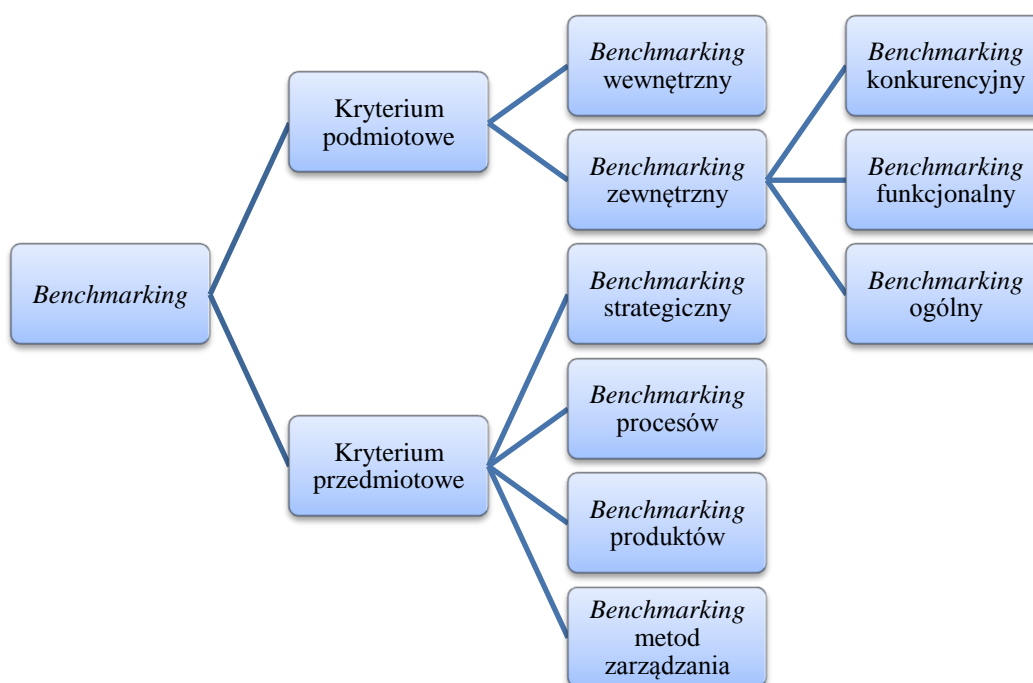 Benchmarking
Kryterium
podmiotowe
Benchmarking
wewnętrzny
Benchmarking
zewnętrzny
Benchmarking
konkurencyjny
Benchmarking
funkcjonalny
Benchmarking
ogólny
Kryterium
przedmiotowe
Benchmarking
strategiczny
Benchmarking
procesów
Benchmarking
produktów
Benchmarking
metod
zarządzania